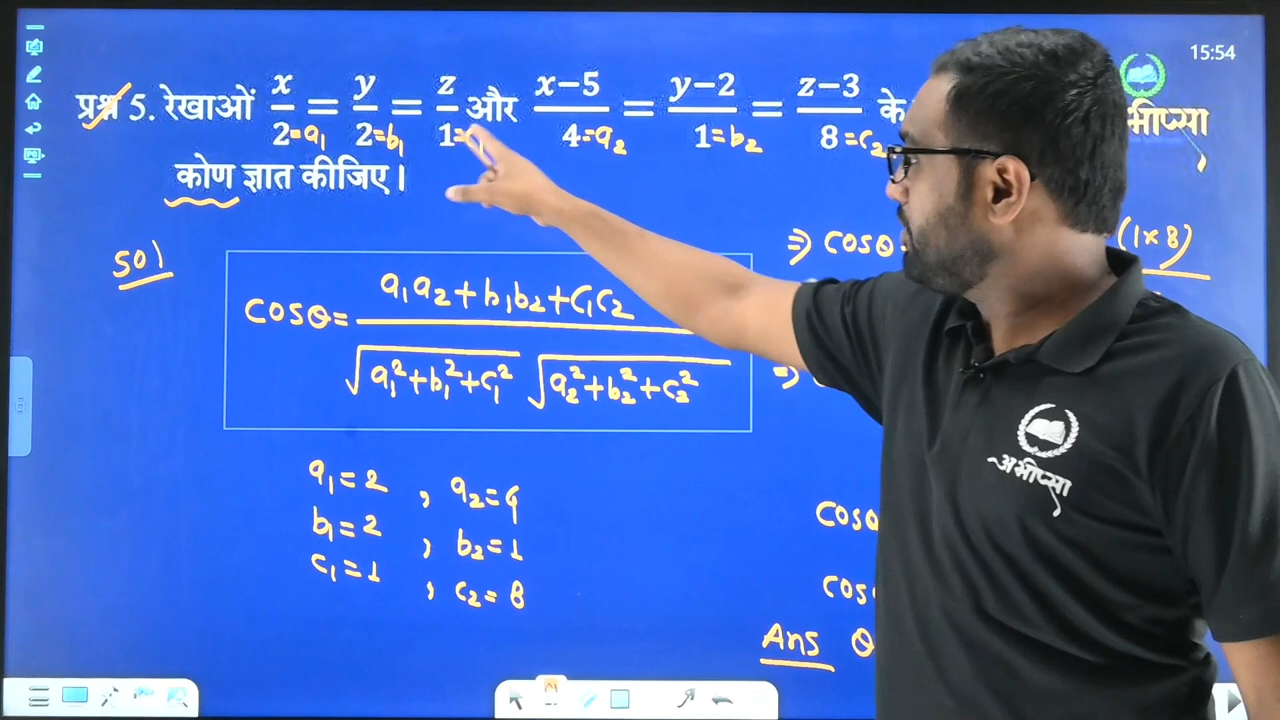 15:54
प्रश्न 5. रेखाओं x/2=a₁ = y/2=b₁ = z/1= और x−5/4=a₂ = y−2/1=b₂ = z−3/8=c₂ के
कोण ज्ञात कीजिए।
भीप्सा
sol
cosθ= a₁a₂+b₁b₂+c₁c₂ / √a₁²+b₁²+c₁² √a₂²+b₂²+c₂²
⇒ cosθ
(1×8)
⇒
a₁=2 , a₂=4
b₁=2 , b₂=1
c₁=1 , c₂=8
cosθ
cos
Ans θ
अभीप्सा